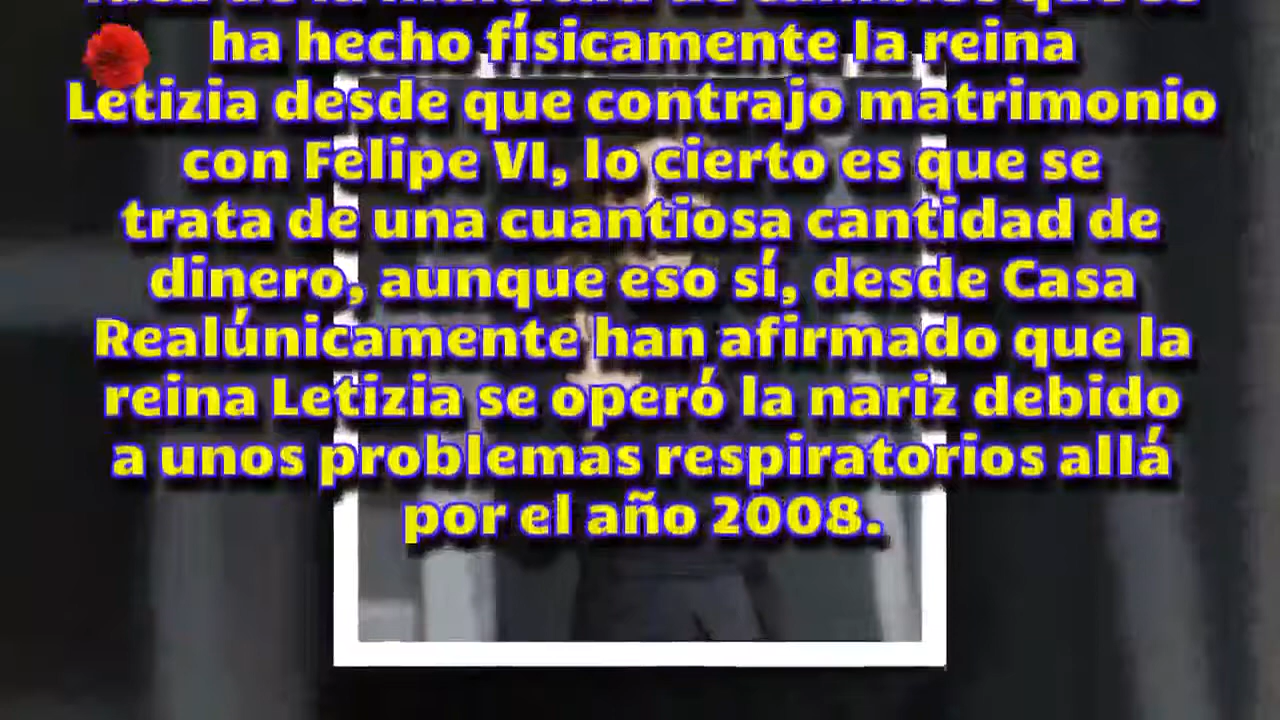 ha hecho físicamente la reina
Letizia desde que contrajo matrimonio
con Felipe VI, lo cierto es que se
trata de una cuantiosa cantidad de
dinero, aunque eso sí, desde Casa
Realúnicamente han afirmado que la
reina Letizia se operó la nariz debido
a unos problemas respiratorios allá
por el año 2008.